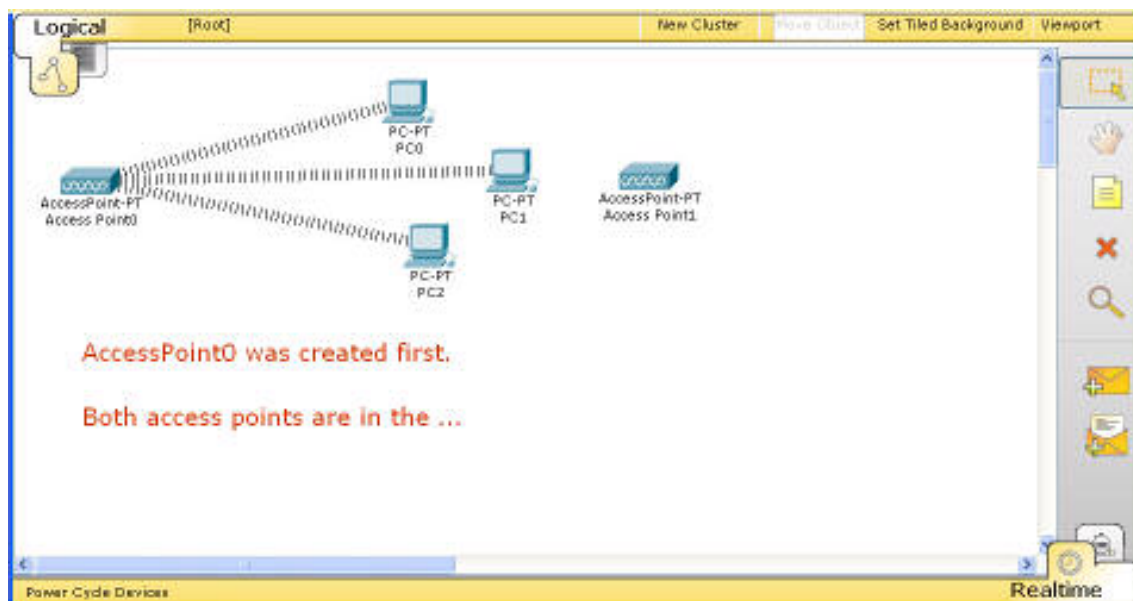 Logical
[Root]
New Cluster
Move Object
Set Tiled Background
Viewport
PC-PT
PC0
AccessPoint-PT
Access Point0
PC-PT
PC1
AccessPoint-PT
Access Point1
PC-PT
PC2
AccessPoint0 was created first.
Both access points are in the ...
Power Cycle Devices
Realtime